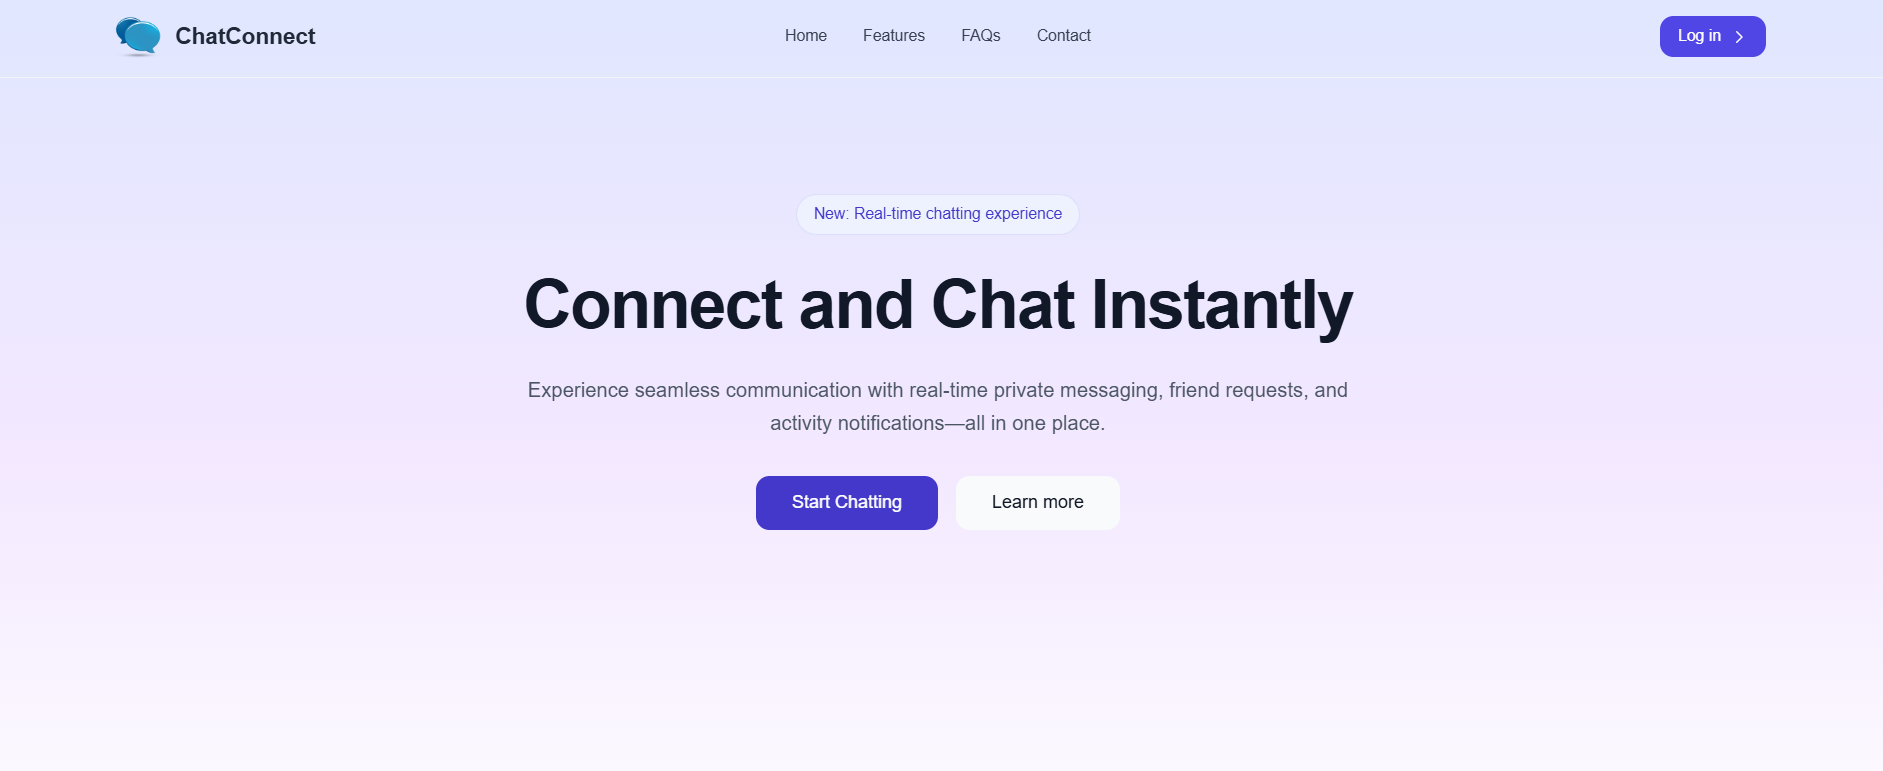 ChatConnect
Home
Features
FAQs
Contact
Log in
New: Real-time chatting experience
Connect and Chat Instantly
Experience seamless communication with real-time private messaging, friend requests, and
activity notifications—all in one place.
Start Chatting
Learn more